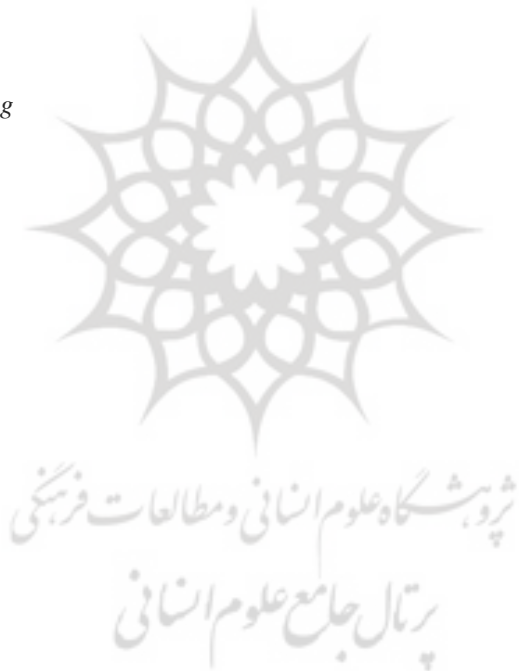 g
پژوهشگاه علوم انسانی و مطالعات فرهنگی
پرتال جامع علوم انسانی